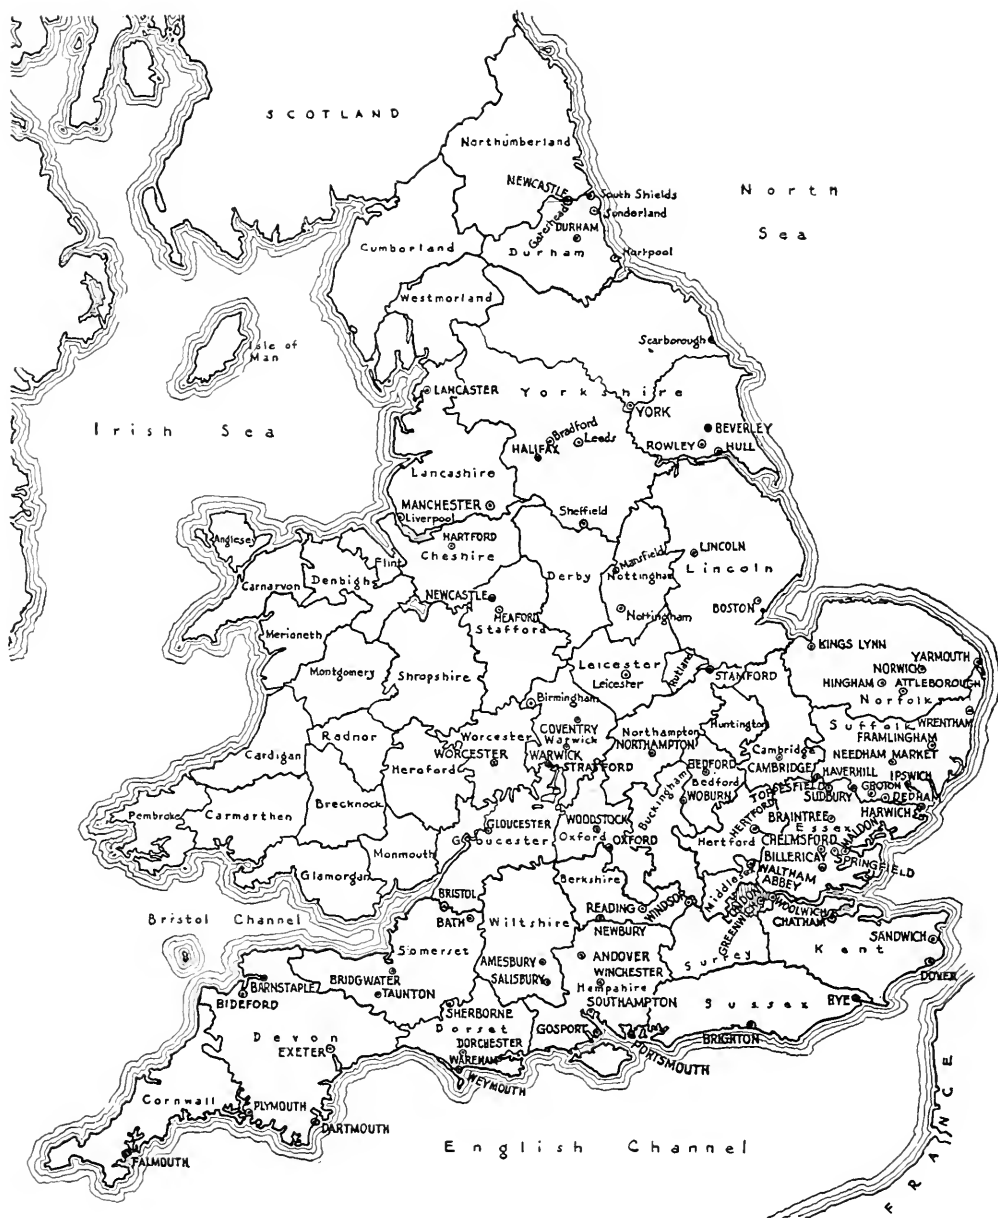 SCOTLAND
Northumberland
North
Sea
NEWCASTLE
South Shields
Sunderland
Gateshead
DURHAM
Durham
Hartpool
Cumberland
Westmorland
Isle of
Man
Scarborough
LANCASTER
Yorkshire
YORK
Irish Sea
BEVERLEY
Bradford
Leeds
HALIFAX
ROWLEY
HULL
Lancashire
MANCHESTER
Liverpool
Sheffield
Anglesey
HARTFORD
Cheshire
Flint
Denbigh
Carnarvon
Derby
Mansfield
Nottingham
LINCOLN
Lincoln
NEWCASTLE
MEAFORD
Stafford
Nottingham
BOSTON
Merioneth
Montgomery
Shropshire
Leicester
Leicester
Rutland
STAMFORD
KINGS LYNN
YARMOUTH
NORWICH
HINGHAM
ATTLEBOROUGH
Norfolk
Birmingham
COVENTRY
Warwick
WARWICK
STRATFORD
Northampton
NORTHAMPTON
Huntington
Suffolk
WRENTHAM
FRAMLINGHAM
NEEDHAM MARKET
Cardigan
Radnor
Hereford
Worcester
WORCESTER
BEDFORD
Bedford
WOBURN
Cambridge
CAMBRIDGE
HAVERHILL
IPSWICH
TOPPESFIELD
SUDBURY
GROTON
DEDHAM
HARWICH
Pembroke
Carmarthen
Brecknock
Monmouth
Glamorgan
GLOUCESTER
Gloucester
WOODSTOCK
Oxford
OXFORD
Buckingham
HERTFORD
Hertford
BRAINTREE
Essex
CHELMSFORD
MALDON
BILLERICAY
SPRINGFIELD
WALTHAM
ABBEY
Middlesex
LONDON
Bristol Channel
BRISTOL
BATH
Wiltshire
Berkshire
READING
NEWBURY
WINDSOR
GREENWICH
WOOLWICH
CHATHAM
SANDWICH
Kent
DOVER
Somerset
BRIDGWATER
TAUNTON
AMESBURY
SALISBURY
ANDOVER
WINCHESTER
Hampshire
SOUTHAMPTON
Surrey
Sussex
RYE
BARNSTAPLE
BIDEFORD
SHERBORNE
Dorset
DORCHESTER
WAREHAM
WEYMOUTH
GOSPORT
PORTSMOUTH
BRIGHTON
Devon
EXETER
Cornwall
PLYMOUTH
DARTMOUTH
FALMOUTH
English Channel
FRANCE